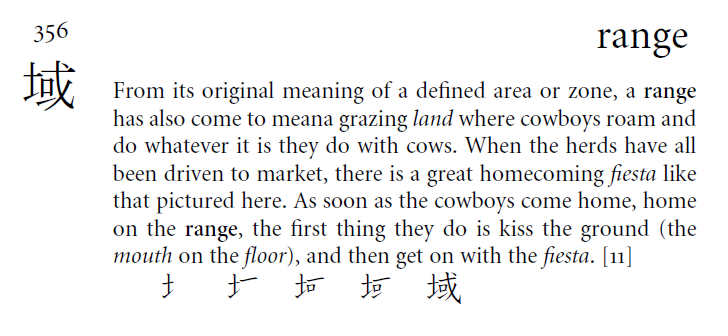 356
range
域
From its original meaning of a defined area or zone, a range
has also come to meana grazing land where cowboys roam and
do whatever it is they do with cows. When the herds have all
been driven to market, there is a great homecoming fiesta like
that pictured here. As soon as the cowboys come home, home
on the range, the first thing they do is kiss the ground (the
mouth on the floor), and then get on with the fiesta. [11]
域